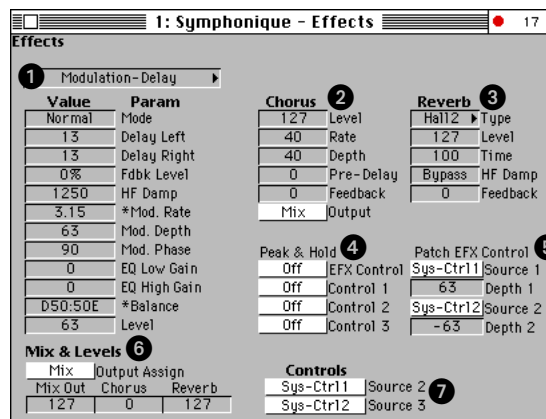 1: Symphonique - Effects
17
Effects
1
Modulation-Delay
Value Param
Normal Mode
13 Delay Left
13 Delay Right
0% Fdbk Level
1250 HF Damp
3.15 *Mod. Rate
63 Mod. Depth
90 Mod. Phase
0 EQ Low Gain
0 EQ High Gain
D50:50E *Balance
63 Level
Chorus 2
127 Level
40 Rate
40 Depth
0 Pre-Delay
0 Feedback
Mix Output
Reverb 3
Hall2 Type
127 Level
100 Time
Bypass HF Damp
0 Feedback
Peak & Hold 4
Off EFX Control
Off Control 1
Off Control 2
Off Control 3
Patch EFX Control 5
Sys-Ctrl1 Source 1
63 Depth 1
Sys-Ctrl2 Source 2
-63 Depth 2
Mix & Levels 6
Mix Output Assign
Mix Out Chorus Reverb
127 0 127
Controls
Sys-Ctrl1 Source 2
7
Sys-Ctrl2 Source 3